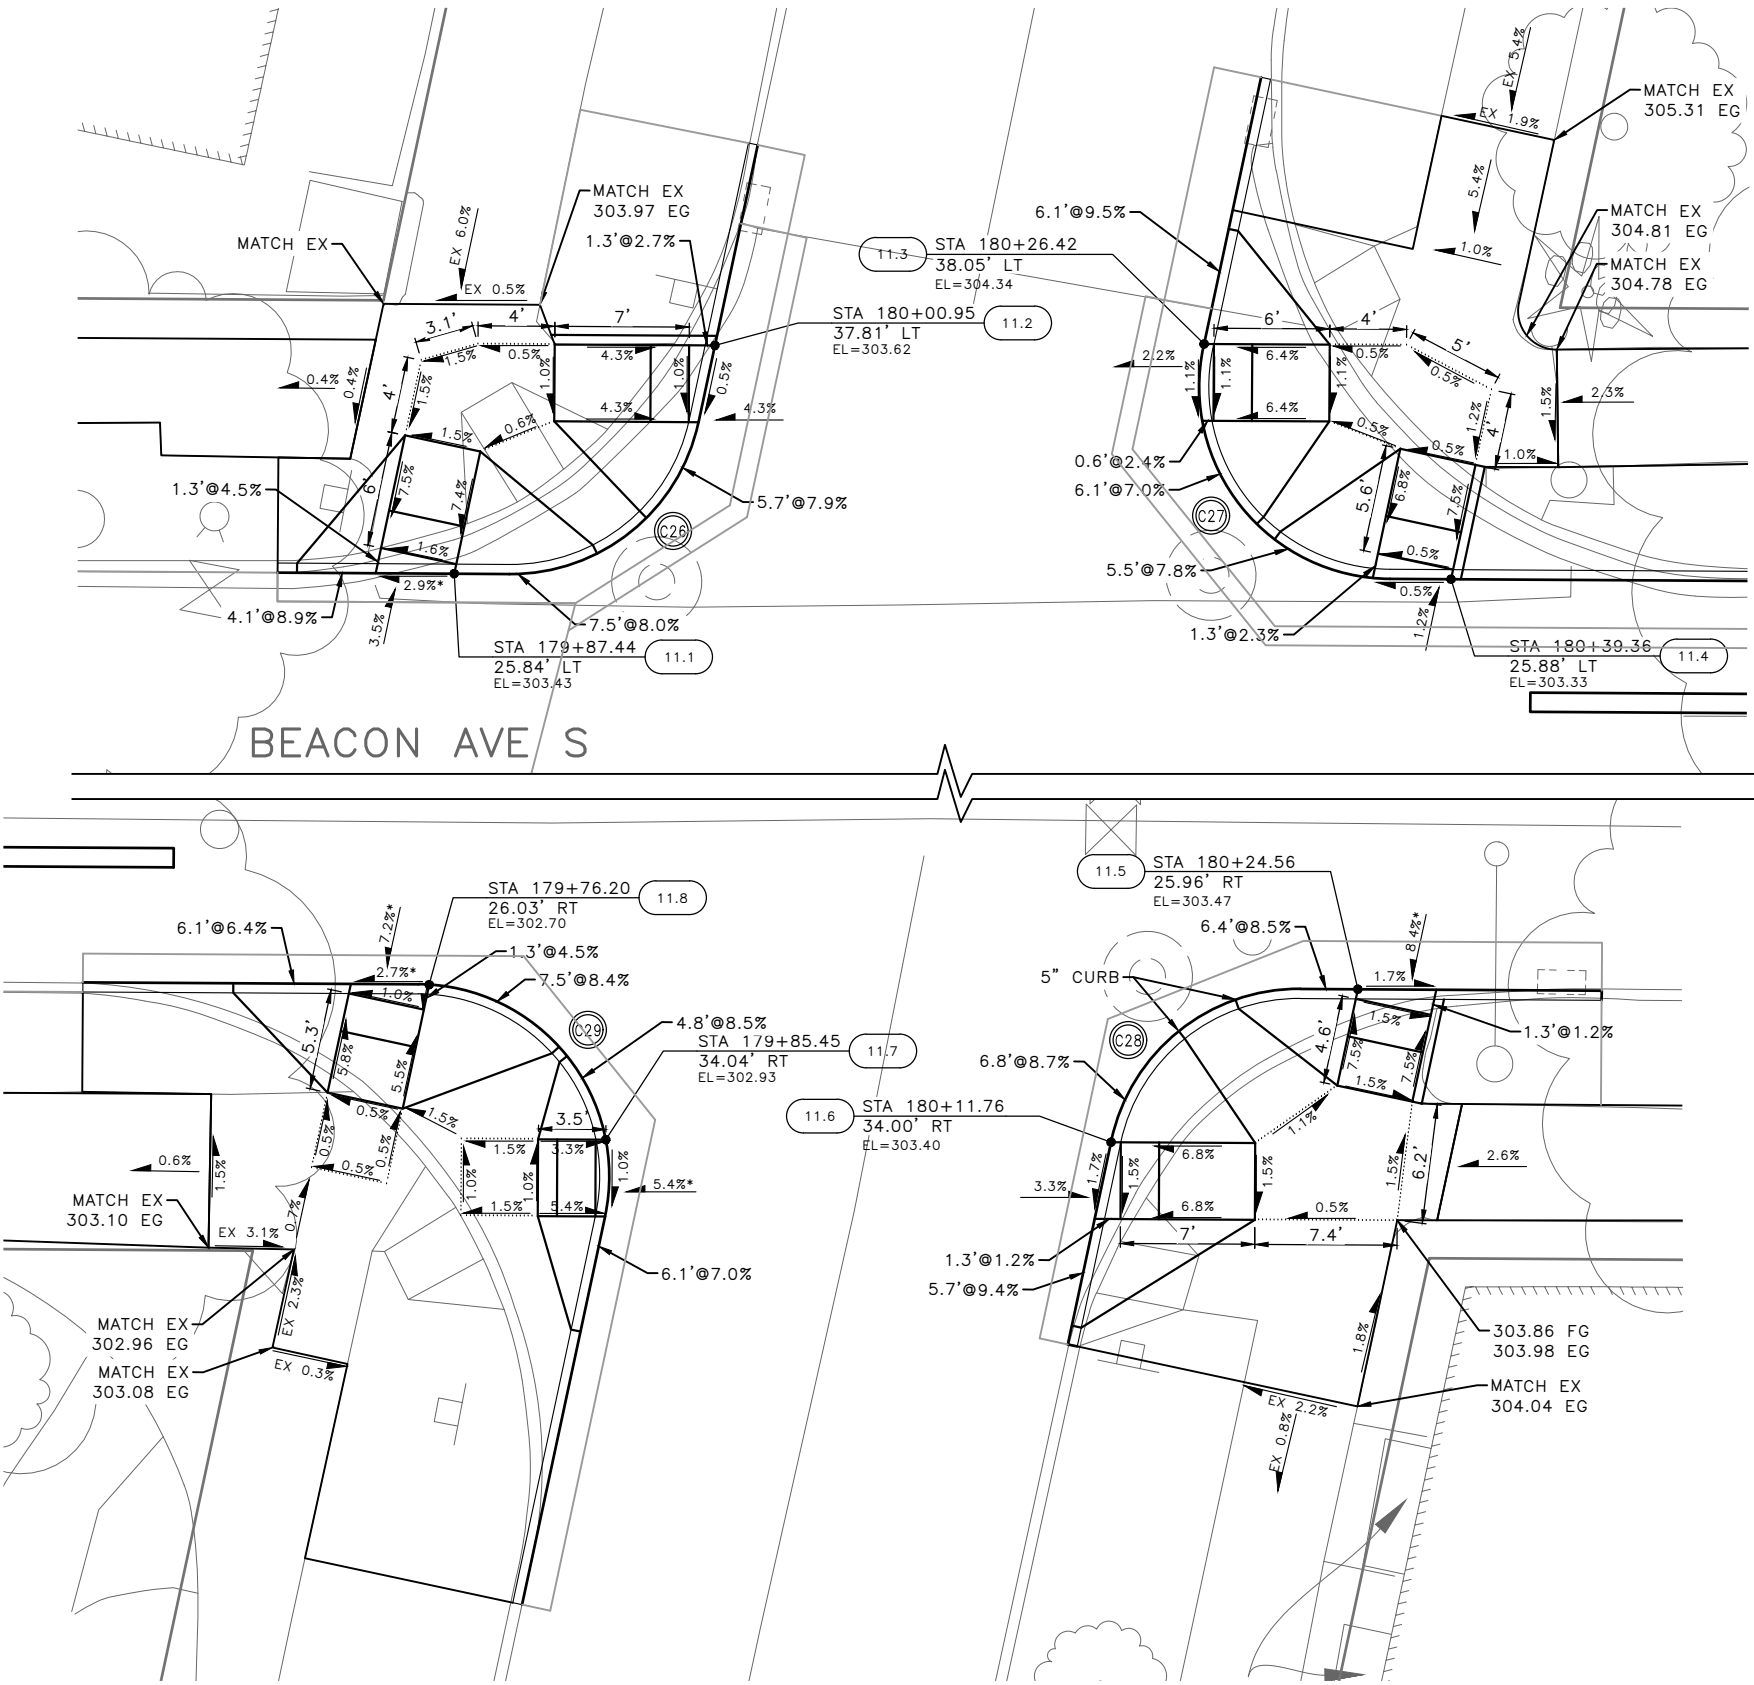 MATCH EX
EX 6.0%
MATCH EX
303.97 EG
1.3'@2.7%
EX 0.5%
3.1'
4'
7'
1.5%
0.5%
4.3%
1.0%
1.0%
0.5%
4.3%
4.3%
0.4%
0.4%
4'
1.5%
1.5%
0.6%
6'
7.5%
7.4%
1.3'@4.5%
1.6%
2.9%*
3.5%
4.1'@8.9%
5.7'@7.9%
C26
7.5'@8.0%
STA 179+87.44
25.84' LT
EL=303.43
11.1
STA 180+00.95
37.81' LT
EL=303.62
11.2
11.3
STA 180+26.42
38.05' LT
EL=304.34
6.1'@9.5%
EX 5.4%
EX 1.9%
MATCH EX
305.31 EG
5.4%
1.0%
MATCH EX
304.81 EG
MATCH EX
304.78 EG
6'
4'
5'
2.2%
1.1%
1.1%
6.4%
6.4%
1.1%
0.5%
0.5%
1.2%
4'
1.5%
2.3%
0.5%
0.5%
1.0%
0.6'@2.4%
6.1'@7.0%
C27
5.6'
6.8%
7.5%
0.5%
5.5'@7.8%
0.5%
1.2%
1.3'@2.3%
STA 180+39.36
25.88' LT
EL=303.33
11.4
BEACON AVE S
STA 179+76.20
26.03' RT
EL=302.70
11.8
6.1'@6.4%
7.2%*
2.7%*
1.0%
1.3'@4.5%
7.5'@8.4%
C29
5.3'
5.8%
5.5%
4.8'@8.5%
STA 179+85.45
34.04' RT
EL=302.93
11.7
0.5%
1.5%
3.5'
1.5%
3.3%
1.0%
1.0%
1.0%
5.4%*
1.5%
5.4%
0.5%
0.5%
0.5%
0.6%
1.5%
0.7%
MATCH EX
303.10 EG
EX 3.1%
EX 2.3%
6.1'@7.0%
MATCH EX
302.96 EG
MATCH EX
303.08 EG
EX 0.3%
11.5
STA 180+24.56
25.96' RT
EL=303.47
6.4'@8.5%
8.4%*
5" CURB
1.7%
C28
4.6'
1.5%
7.5%
7.5%
1.3'@1.2%
6.8'@8.7%
1.5%
11.6
STA 180+11.76
34.00' RT
EL=303.40
1.1%
6.8%
1.5%
1.5%
6.2'
2.6%
3.3%
1.7%
1.5%
6.8%
0.5%
7'
7.4'
1.3'@1.2%
5.7'@9.4%
1.8%
303.86 FG
303.98 EG
MATCH EX
304.04 EG
EX 2.2%
EX 0.8%